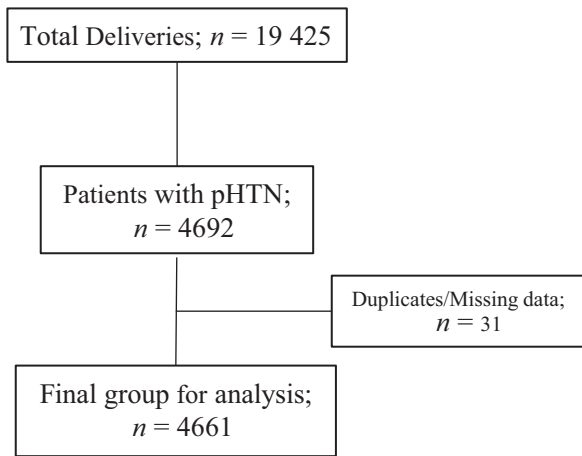 Total Deliveries; n = 19 425
Patients with pHTN;
n = 4692
Duplicates/Missing data;
n = 31
Final group for analysis;
n = 4661